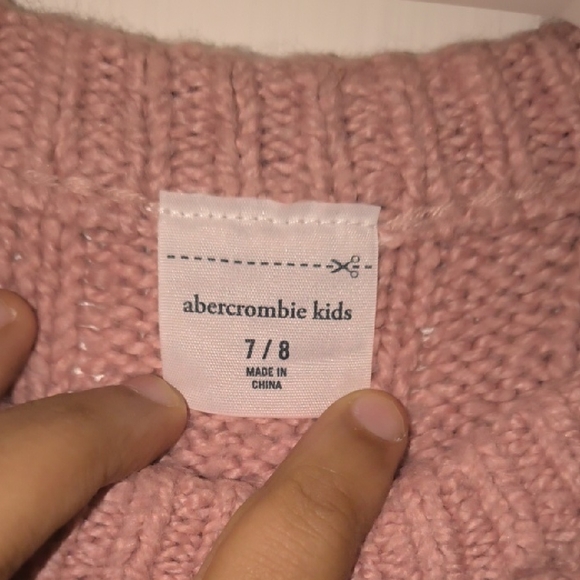 abercrombie kids
7 / 8
MADE IN
CHINA